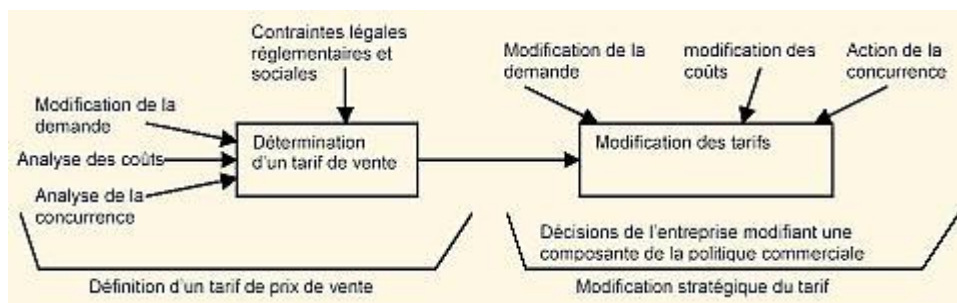 Contraintes légales
réglementaires et
sociales
Modification de la
demande
Analyse des coûts
Analyse de la
concurrence
Détermination
d'un tarif de vente
Définition d'un tarif de prix de vente
Modification de la
demande
modification des
coûts
Action de la
concurrence
Modification des tarifs
Décisions de l'entreprise modifiant une
composante de la politique commerciale
Modification stratégique du tarif